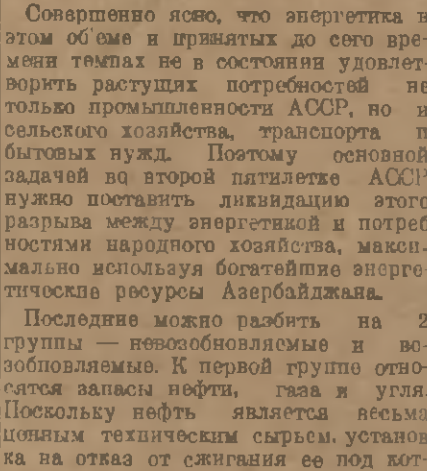 Совершенно ясно, что энергетика в
этом об'еме и принятых до сего вре-
мени темпах не в состоянии удовлет-
ворить растущих потребностей не
только промышленности АССР, но и
сельского хозяйства, транспорта и
бытовых нужд. Поэтому основной
задачей во второй пятилетке АССР
нужно поставить ликвидацию этого
разрыва между энергетикой и потреб
ностями народного хозяйства, макси-
мально используя богатейшие энерге-
тические ресурсы Азербайджана.
Последние можно разбить на 2
группы — невозобновляемые и во-
зобновляемые. К первой группе отно-
сятся запасы нефти, газа и угля.
Поскольку нефть является весьма
ценным техническим сырьем, установ
ка на отказ от сжигания ее под кот-